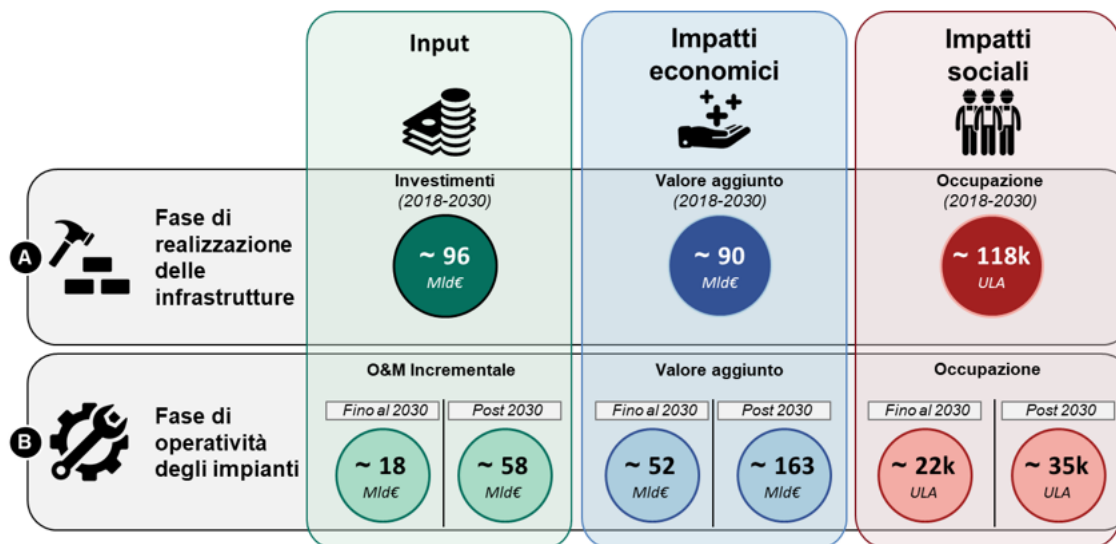 Input
Impatti
economici
Impatti
sociali
A
Fase di
realizzazione
delle
infrastrutture
Investimenti
(2018-2030)
~ 96
Mld€
Valore aggiunto
(2018-2030)
~ 90
Mld€
Occupazione
(2018-2030)
~ 118k
ULA
B
Fase di
operatività
degli impianti
O&M Incrementale
Fino al 2030
Post 2030
~ 18
Mld€
~ 58
Mld€
Valore aggiunto
Fino al 2030
Post 2030
~ 52
Mld€
~ 163
Mld€
Occupazione
Fino al 2030
Post 2030
~ 22k
ULA
~ 35k
ULA